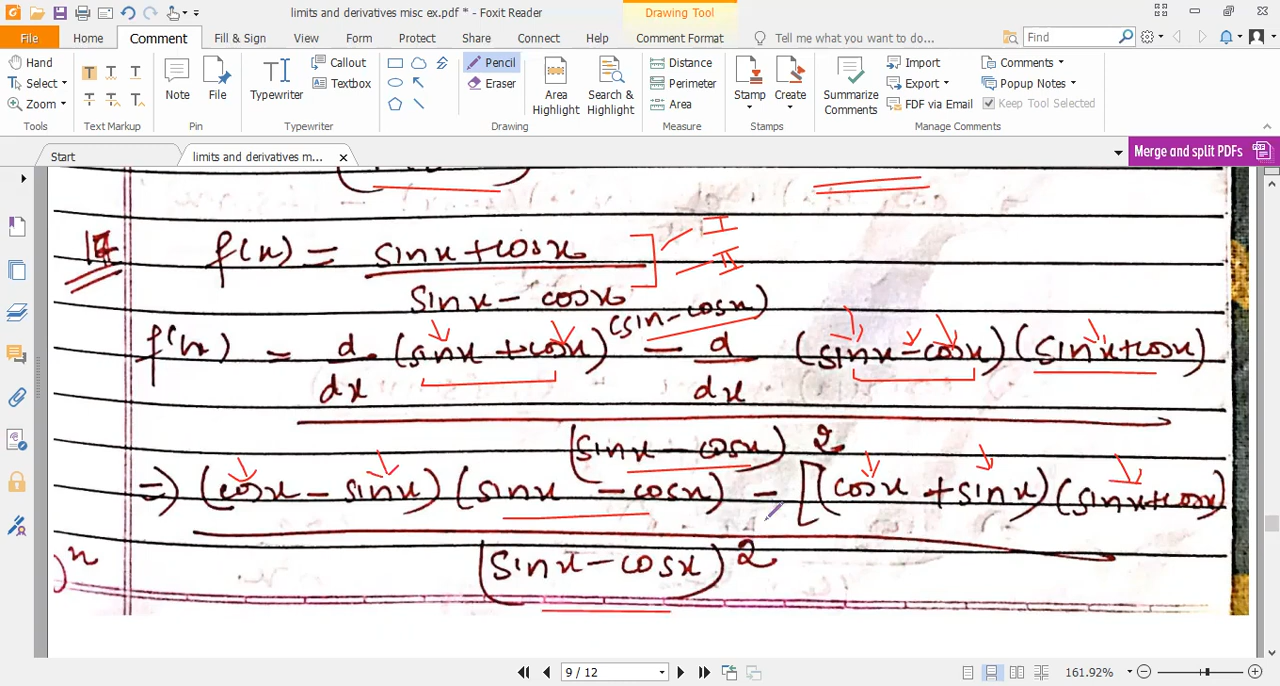 limits and derivatives misc ex.pdf * - Foxit Reader
Drawing Tool
File Home Comment Fill & Sign View Form Protect Share Connect Help Comment Format Tell me what you want to do... Find
Hand
Select
Zoom
Tools
Text Markup
Note
File
Pin
Typewriter
Callout
Textbox
Typewriter
Pencil
Eraser
Area Highlight
Search & Highlight
Drawing
Distance
Perimeter
Area
Measure
Stamp
Create
Stamps
Summarize Comments
Import
Export
FDF via Email
Comments
Popup Notes
Keep Tool Selected
Manage Comments
Start
limits and derivatives m...
Merge and split PDFs
f(x) = sinx+cosx I
II
sinx - cosx
f'(x) = d (sinx + cosx) (sin-cosx) - d (sinx-cosx)(sinx+cosx)
dx dx
(sinx - cosx) 2
=) (cosx - sinx)(sinx - cosx) - [(cosx + sinx)(sinx+cosx)
(sinx-cosx) 2
)n
9 / 12
161.92%